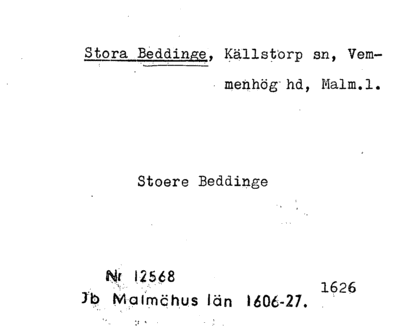 Stora Beddinge, Källstorp sn, Vem-
menhög hd, Malm.l.
Stoere Beddinge
Nr 12568
1626
Jb Malmöhus län 1606-27.